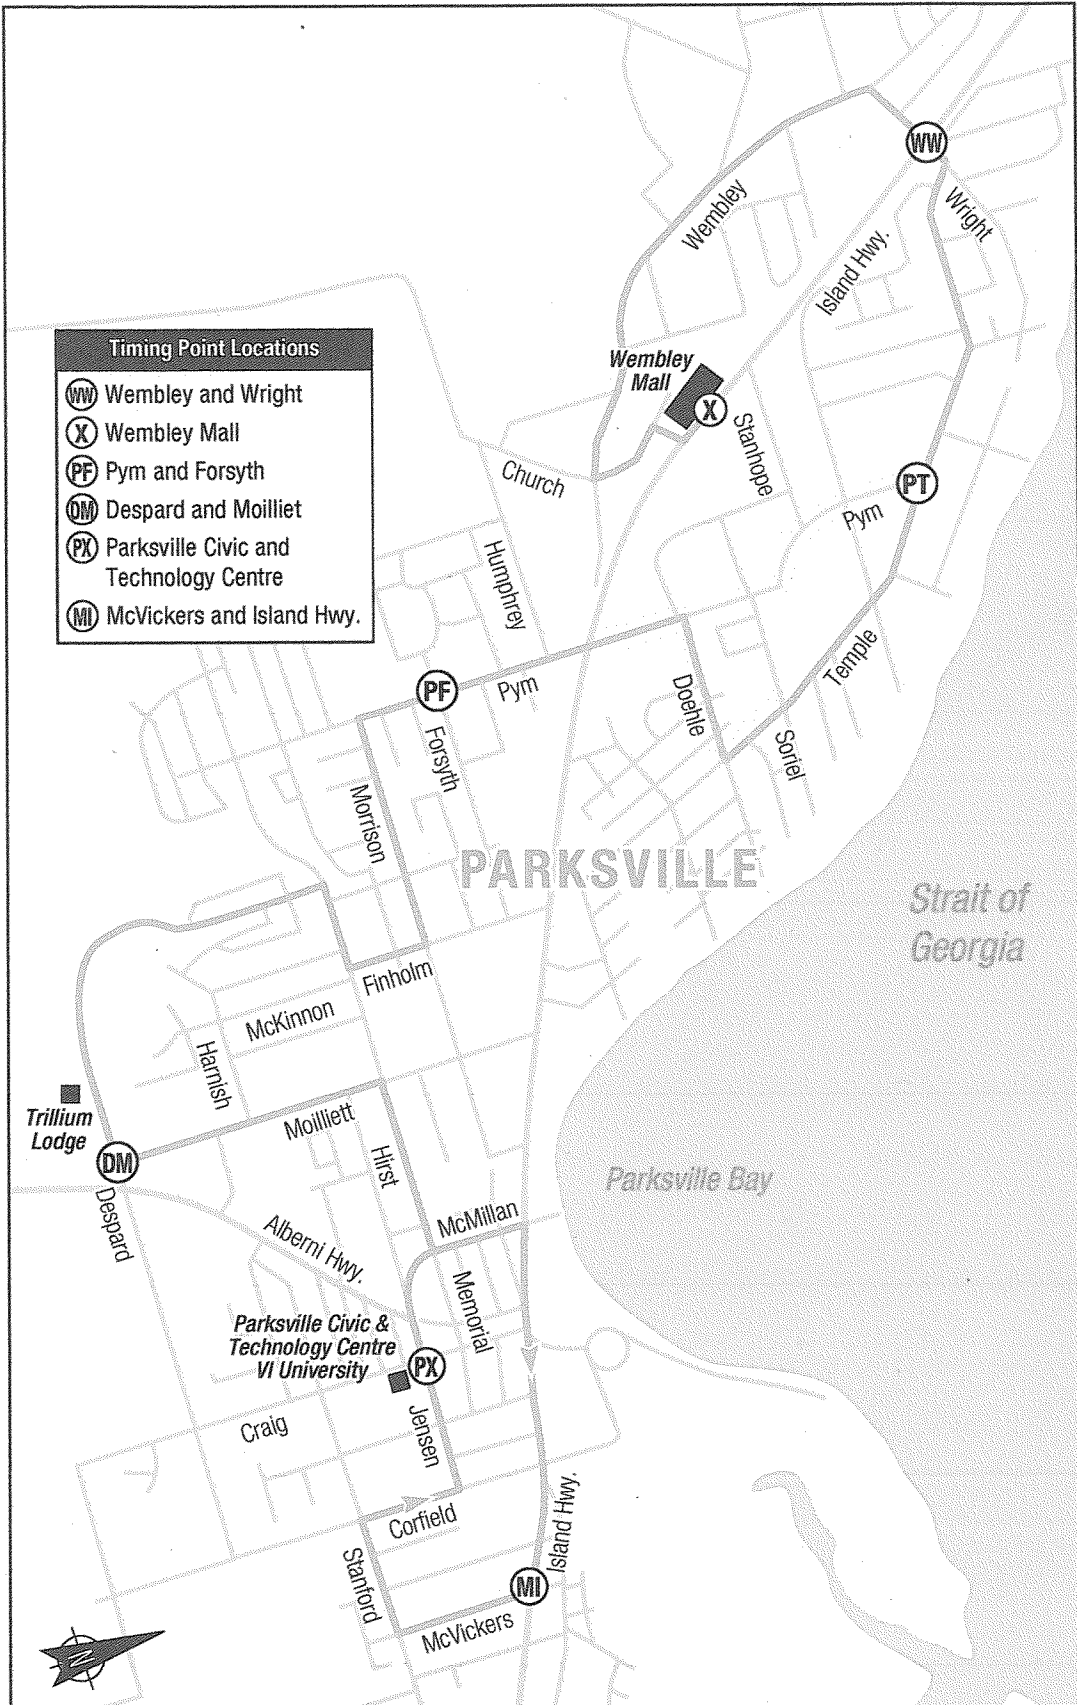 WW
Wright
Wembley
Island Hwy.
Wembley
Mall
X
Timing Point Locations
WW Wembley and Wright
X Wembley Mall
PF Pym and Forsyth
DM Despard and Moilliet
PX Parksville Civic and
Technology Centre
MI McVickers and Island Hwy.
Stanhope
Church
PT
Pym
Humphrey
Temple
PF
Pym
Doehle
Soriel
Forsyth
Morrison
PARKSVILLE
Strait of
Georgia
Finholm
McKinnon
Harnish
Trillium
Lodge
Moilliett
DM
Hirst
Parksville Bay
Despard
McMillan
Alberni Hwy.
Memorial
Parksville Civic &
Technology Centre
VI University
PX
Jensen
Craig
Island Hwy.
Corfield
Stanford
MI
McVickers
N